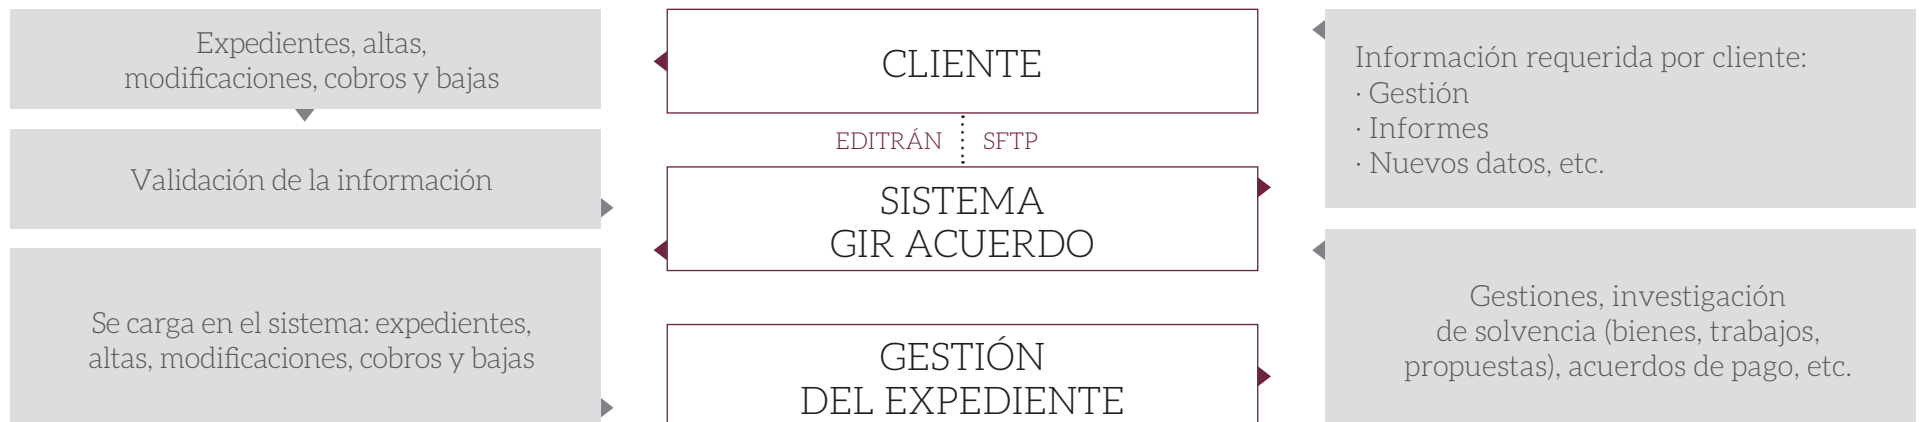 Expedientes, altas,
modificaciones, cobros y bajas
Validación de la información
Se carga en el sistema: expedientes,
altas, modificaciones, cobros y bajas
CLIENTE
EDITRÁN SFTP
SISTEMA
GIR ACUERDO
GESTIÓN
DEL EXPEDIENTE
Información requerida por cliente:
· Gestión
· Informes
· Nuevos datos, etc.
Gestiones, investigación
de solvencia (bienes, trabajos,
propuestas), acuerdos de pago, etc.